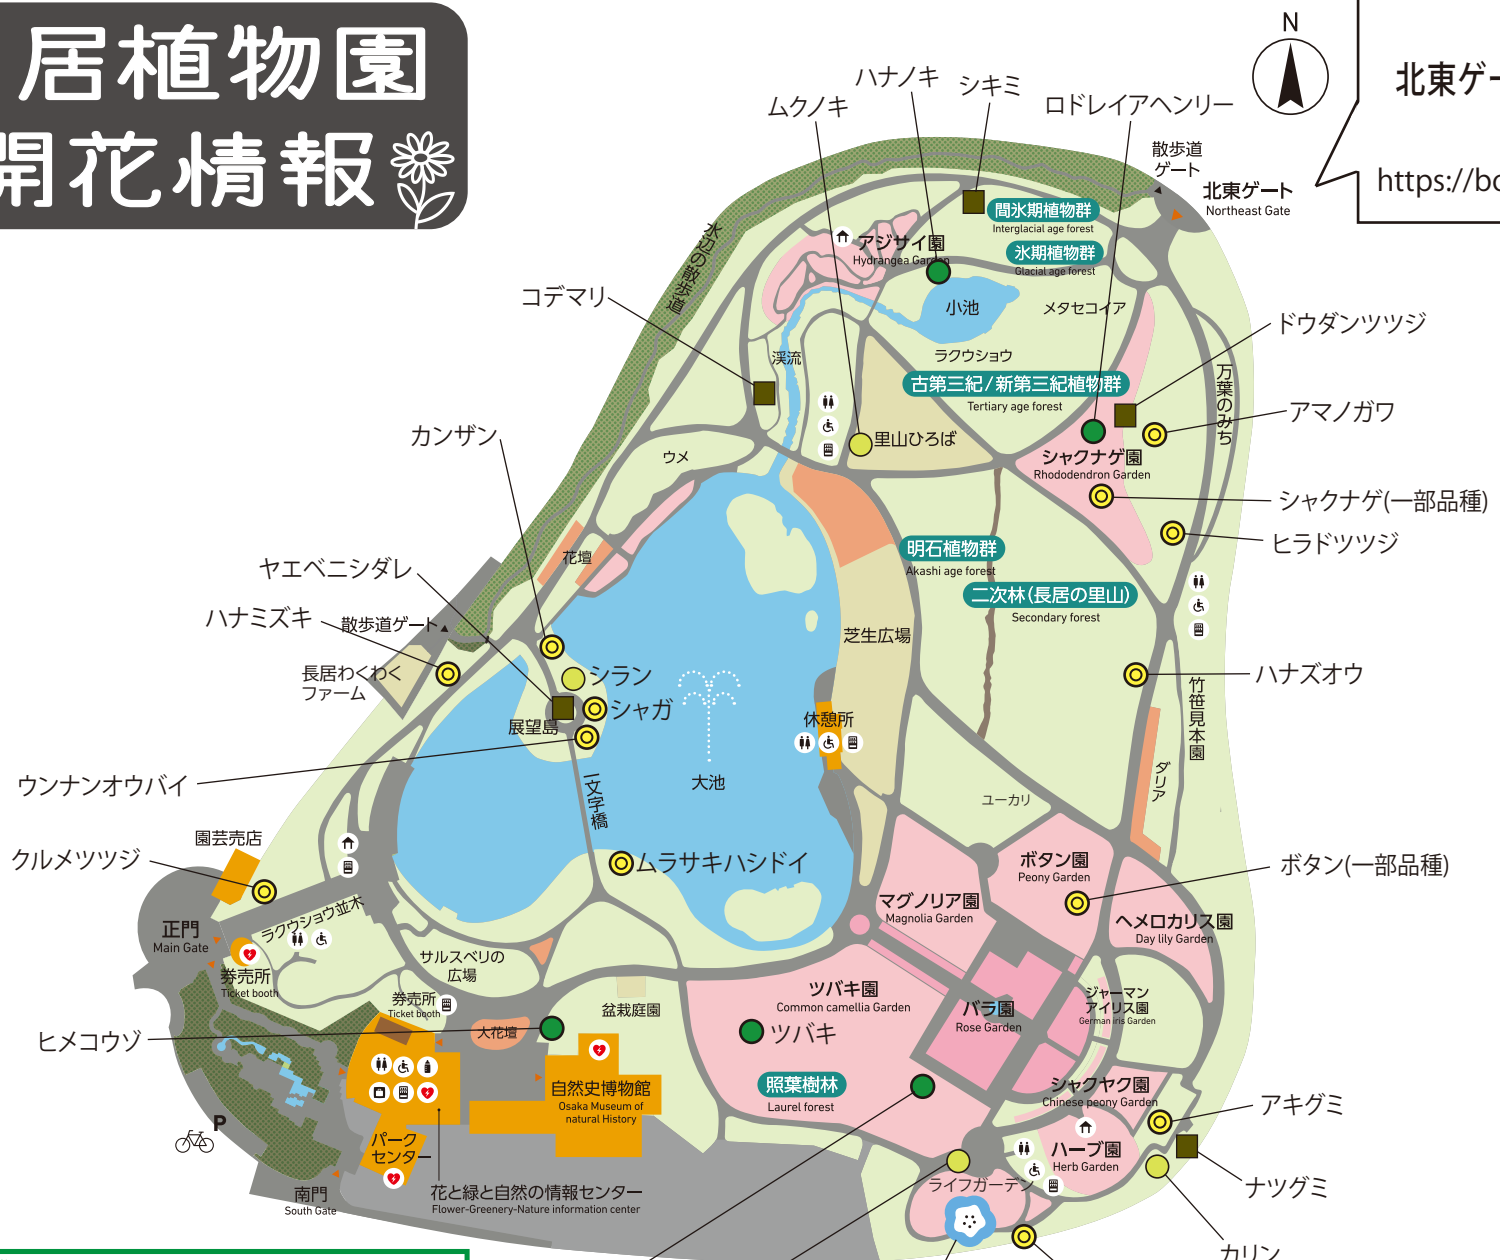 居植物園
開花情報
N
北東ゲー
https://bo
ハナノキ
シキミ
ムクノキ
ロドレイアヘンリー
散歩道
ゲート
北東ゲート
Northeast Gate
間氷期植物群
Interglacial age forest
氷期植物群
Glacial age forest
アジサイ園
Hydrangea Garden
水辺の散歩道
コデマリ
小池
メタセコイア
ドウダンツツジ
渓流
ラクウショウ
古第三紀/新第三紀植物群
Tertiary age forest
万葉のみち
アマノガワ
カンザン
ウメ
里山ひろば
シャクナゲ園
Rhododendron Garden
シャクナゲ(一部品種)
ヒラドツツジ
花壇
明石植物群
Akashi age forest
二次林(長居の里山)
Secondary forest
ヤエベニシダレ
ハナミズキ
散歩道ゲート
芝生広場
長居わくわく
ファーム
シラン
シャガ
展望島
休憩所
ハナズオウ
竹笹見本園
ウンナンオウバイ
一文字橋
大池
ダリア
ユーカリ
園芸売店
クルメツツジ
ムラサキハシドイ
ボタン園
Peony Garden
ボタン(一部品種)
マグノリア園
Magnolia Garden
ヘメロカリス園
Day lily Garden
正門
Main Gate
ラクウショウ並木
サルスベリの
広場
券売所
Ticket booth
券売所
Ticket booth
盆栽庭園
ツバキ園
Common camellia Garden
バラ園
Rose Garden
ジャーマン
アイリス園
German iris Garden
ヒメコウゾ
大花壇
ツバキ
自然史博物館
Osaka Museum of
natural History
照葉樹林
Laurel forest
シャクヤク園
Chinese peony Garden
アキグミ
P
パーク
センター
ハーブ園
Herb Garden
ナツグミ
南門
South Gate
花と緑と自然の情報センター
Flower-Greenery-Nature information center
ライフガーデン
カリン